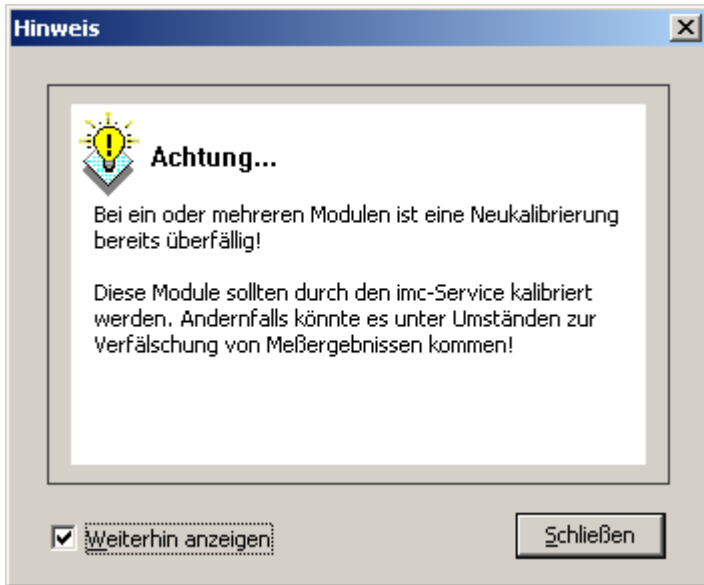 Hinweis
Achtung...
Bei ein oder mehreren Modulen ist eine Neukalibrierung
bereits überfällig!
Diese Module sollten durch den imc-Service kalibriert
werden. Andernfalls könnte es unter Umständen zur
Verfälschung von Meßergebnissen kommen!
Weiterhin anzeigen
Schließen